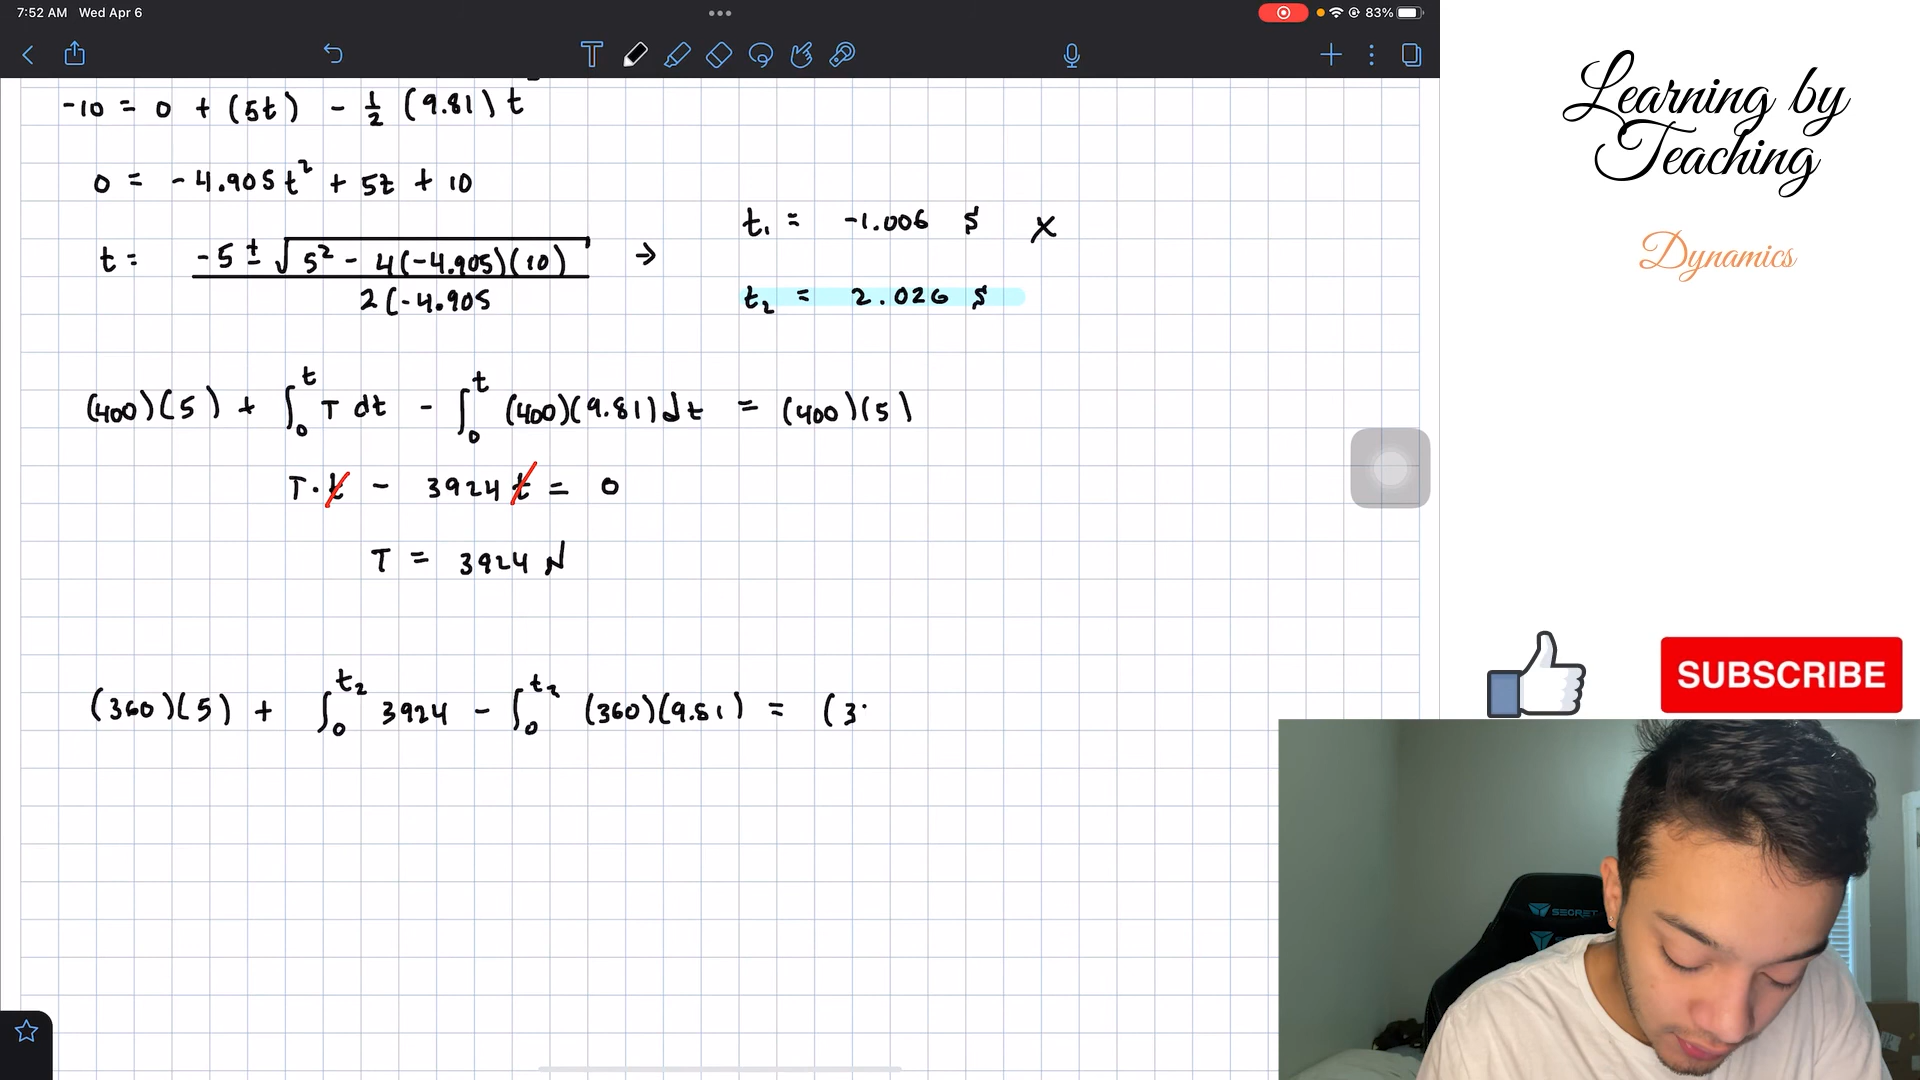 7:52 AM Wed Apr 6
83%
-10 = 0 + (5t) - 1/2 (9.81) t
0 = -4.905t² + 5t + 10
t = (-5 ± √(5² - 4(-4.905)(10))) / 2(-4.905 →
t₁ = -1.006 s X
t₂ = 2.026 s
(400)(5) + ∫₀ᵗ T dt - ∫₀ᵗ (400)(9.81) dt = (400)(5)
T·t - 3924t = 0
T = 3924 N
(360)(5) + ∫₀^t₂ 3924 - ∫₀^t₂ (360)(9.81) = (3
Learning by
Teaching
Dynamics
SUBSCRIBE
SECRET